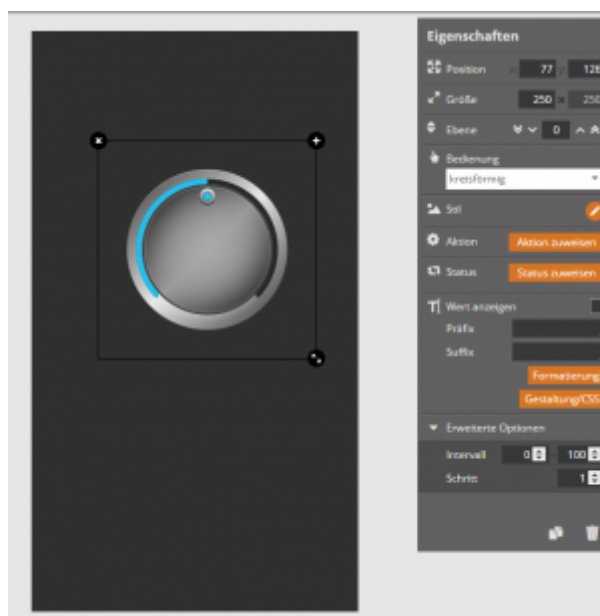 Eigenschaften
Position x 77 y 126
Größe 250 × 250
Ebene 0
Bedienung
kreisförmig
Stil
Aktion Aktion zuweisen
Status Status zuweisen
Wert anzeigen
Präfix
Suffix
Formatierung
Gestaltung/CSS
Erweiterte Optionen
Intervall 0 100
Schritt 1